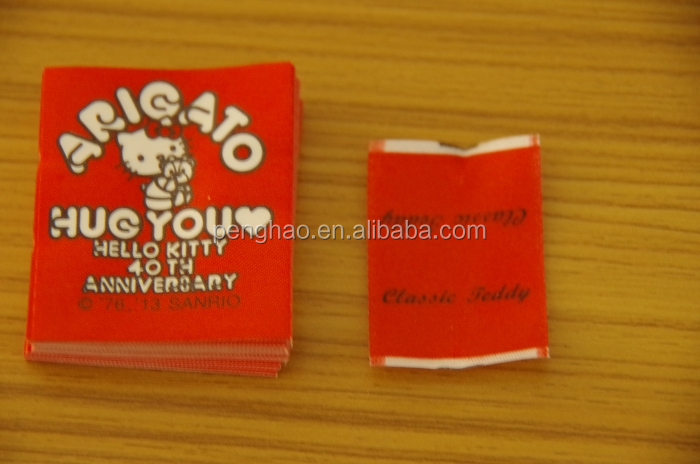 ARIGATO
HUG YOU
HELLO KITTY
40TH
ANNIVERSARY
© '76, '13 SANRIO
Classic Teddy
Classic Teddy
penghao.en.alibaba.com